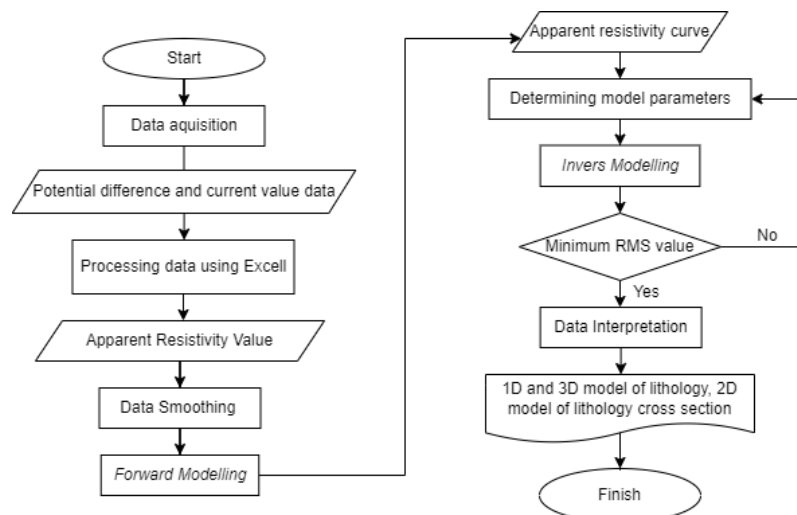 Start
Data aquisition
Potential difference and current value data
Processing data using Excell
Apparent Resistivity Value
Data Smoothing
Forward Modelling
Apparent resistivity curve
Determining model parameters
Invers Modelling
Minimum RMS value
No
Yes
Data Interpretation
1D and 3D model of lithology, 2D
model of lithology cross section
Finish